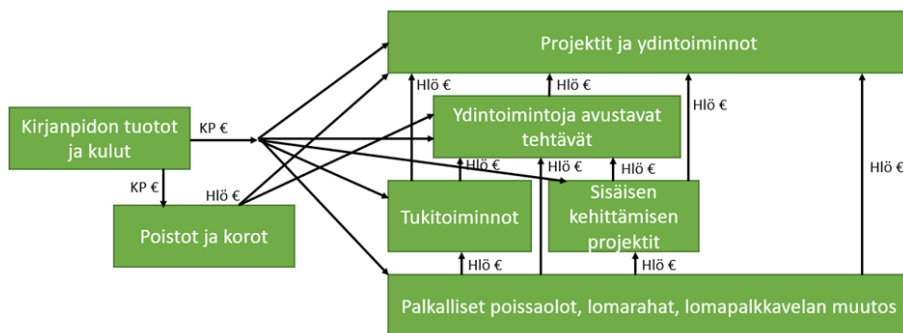 Projektit ja ydintoiminnot
Hlö €
Hlö €
Hlö €
Ydintoimintoja avustavat
tehtävät
Kirjanpidon tuotot
ja kulut
KP €
Hlö €
Hlö €
Hlö €
Hlö €
KP €
Hlö €
Poistot ja korot
Tukitoiminnot
Sisäisen
kehittämisen
projektit
Hlö €
Hlö €
Palkalliset poissaolot, lomarahat, lomapalkkavelan muutos